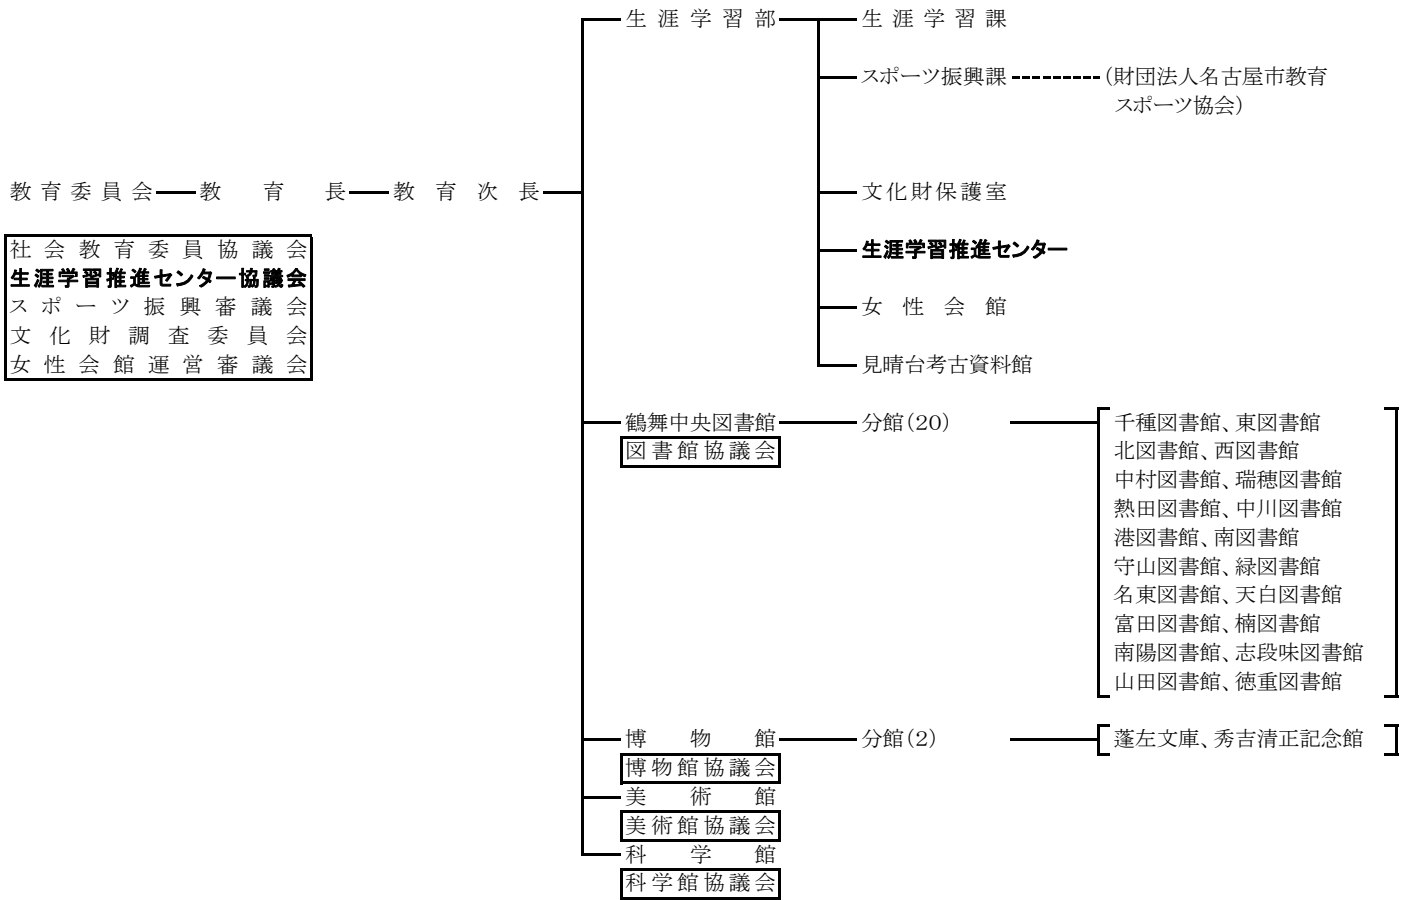 生涯学習部
生涯学習課
スポーツ振興課
(財団法人名古屋市教育
スポーツ協会)
教育委員会
教育長
教育次長
文化財保護室
社会教育委員協議会
生涯学習推進センター協議会
スポーツ振興審議会
文化財調査委員会
女性会館運営審議会
生涯学習推進センター
女性会館
見晴台考古資料館
鶴舞中央図書館
図書館協議会
分館(20)
千種図書館、東図書館
北図書館、西図書館
中村図書館、瑞穂図書館
熱田図書館、中川図書館
港図書館、南図書館
守山図書館、緑図書館
名東図書館、天白図書館
富田図書館、楠図書館
南陽図書館、志段味図書館
山田図書館、徳重図書館
博物館
博物館協議会
分館(2)
蓬左文庫、秀吉清正記念館
美術館
美術館協議会
科学館
科学館協議会